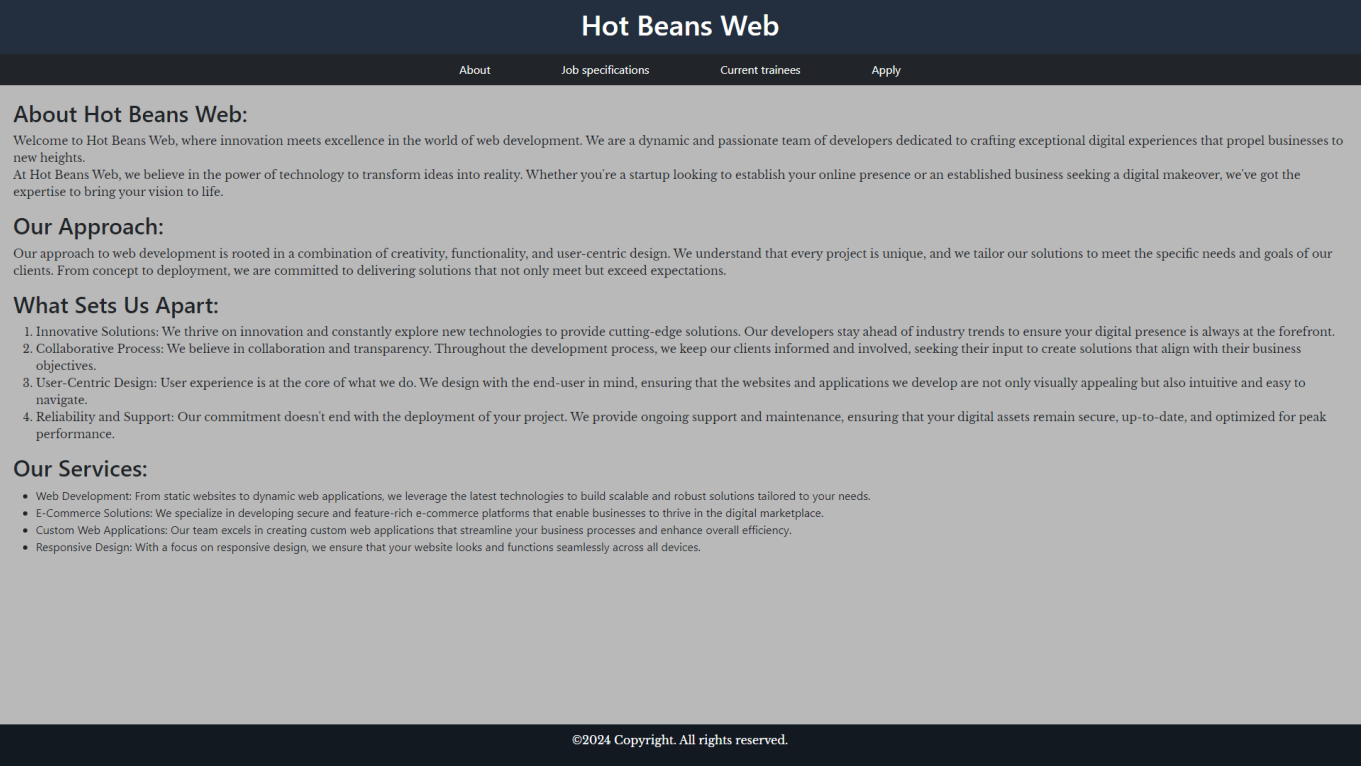 Hot Beans Web
About
Job specifications
Current trainees
Apply
About Hot Beans Web:
Welcome to Hot Beans Web, where innovation meets excellence in the world of web development. We are a dynamic and passionate team of developers dedicated to crafting exceptional digital experiences that propel businesses to
new heights.
At Hot Beans Web, we believe in the power of technology to transform ideas into reality. Whether you're a startup looking to establish your online presence or an established business seeking a digital makeover, we've got the
expertise to bring your vision to life.
Our Approach:
Our approach to web development is rooted in a combination of creativity, functionality, and user-centric design. We understand that every project is unique, and we tailor our solutions to meet the specific needs and goals of our
clients. From concept to deployment, we are committed to delivering solutions that not only meet but exceed expectations.
What Sets Us Apart:
1. Innovative Solutions: We thrive on innovation and constantly explore new technologies to provide cutting-edge solutions. Our developers stay ahead of industry trends to ensure your digital presence is always at the forefront.
2. Collaborative Process: We believe in collaboration and transparency. Throughout the development process, we keep our clients informed and involved, seeking their input to create solutions that align with their business
objectives.
3. User-Centric Design: User experience is at the core of what we do. We design with the end-user in mind, ensuring that the websites and applications we develop are not only visually appealing but also intuitive and easy to
navigate.
4. Reliability and Support: Our commitment doesn't end with the deployment of your project. We provide ongoing support and maintenance, ensuring that your digital assets remain secure, up-to-date, and optimized for peak
performance.
Our Services:
• Web Development: From static websites to dynamic web applications, we leverage the latest technologies to build scalable and robust solutions tailored to your needs.
• E-Commerce Solutions: We specialize in developing secure and feature-rich e-commerce platforms that enable businesses to thrive in the digital marketplace.
• Custom Web Applications: Our team excels in creating custom web applications that streamline your business processes and enhance overall efficiency.
• Responsive Design: With a focus on responsive design, we ensure that your website looks and functions seamlessly across all devices.
©2024 Copyright. All rights reserved.